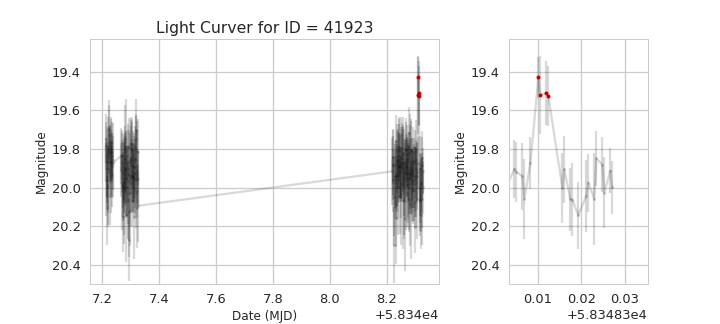 Light Curver for ID = 41923
Magnitude
19.4
19.6
19.8
20.0
20.2
20.4
7.2 7.4 7.6 7.8 8.0 8.2
Date (MJD)
+5.834e4
Magnitude
19.4
19.6
19.8
20.0
20.2
20.4
0.01 0.02 0.03
+5.83483e4